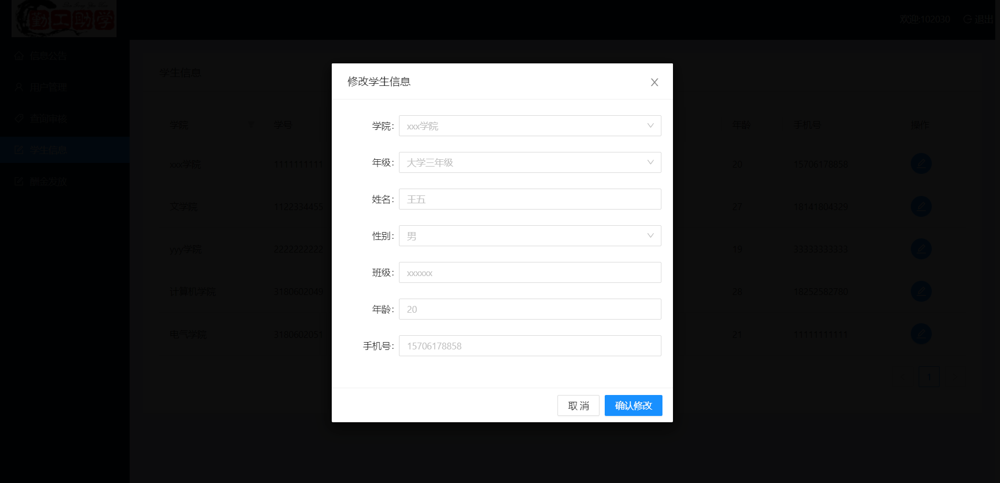 勤工助学
欢迎:102030 退出
信息公告
用户管理
查询审核
学生信息
酬金发放
学生信息
学院 学号 年龄 手机号 操作
xxx学院 1111111111 20 15706178858
文学院 1122334455 27 18141804329
yyy学院 2222222222 19 33333333333
计算机学院 3180602049 28 18252582780
电气学院 3180602051 21 11111111111
1
修改学生信息
学院: xxx学院
年级: 大学三年级
姓名: 王五
性别: 男
班级: xxxxxx
年龄: 20
手机号: 15706178858
取 消 确认修改